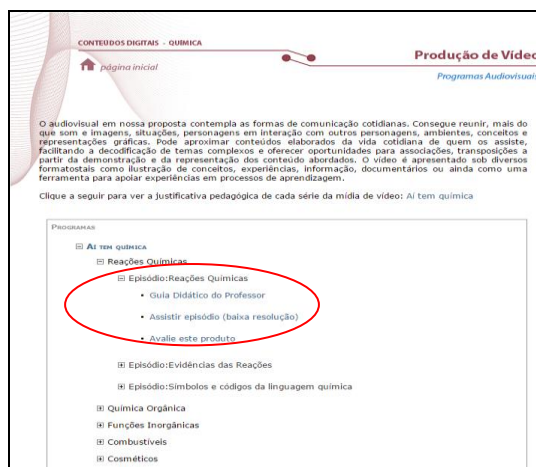 CONTEÚDOS DIGITAIS - QUÍMICA
página inicial
Produção de Vídeo
Programas Audiovisuais
O audiovisual em nossa proposta contempla as formas de comunicação cotidianas. Consegue reunir, mais do
que som e imagens, situações, personagens em interação com outros personagens, ambientes, conceitos e
representações gráficas. Pode aproximar conteúdos elaborados da vida cotidiana de quem os assiste,
facilitando a decodificação de temas complexos e oferecer oportunidades para associações, transposições a
partir da demonstração e da representação dos conteúdo abordados. O vídeo é apresentado sob diversos
formatostais como ilustração de conceitos, experiências, informação, documentários ou ainda como uma
ferramenta para apoiar experiências em processos de aprendizagem.
Clique a seguir para ver a justificativa pedagógica de cada série da mídia de vídeo: Aí tem química
PROGRAMAS
AÍ TEM QUÍMICA
Reações Químicas
Episódio:Reações Químicas
Guia Didático do Professor
Assistir episódio (baixa resolução)
Avalie este produto
Episódio:Evidências das Reações
Episódio:Símbolos e códigos da linguagem química
Química Orgânica
Funções Inorgânicas
Combustíveis
Cosméticos